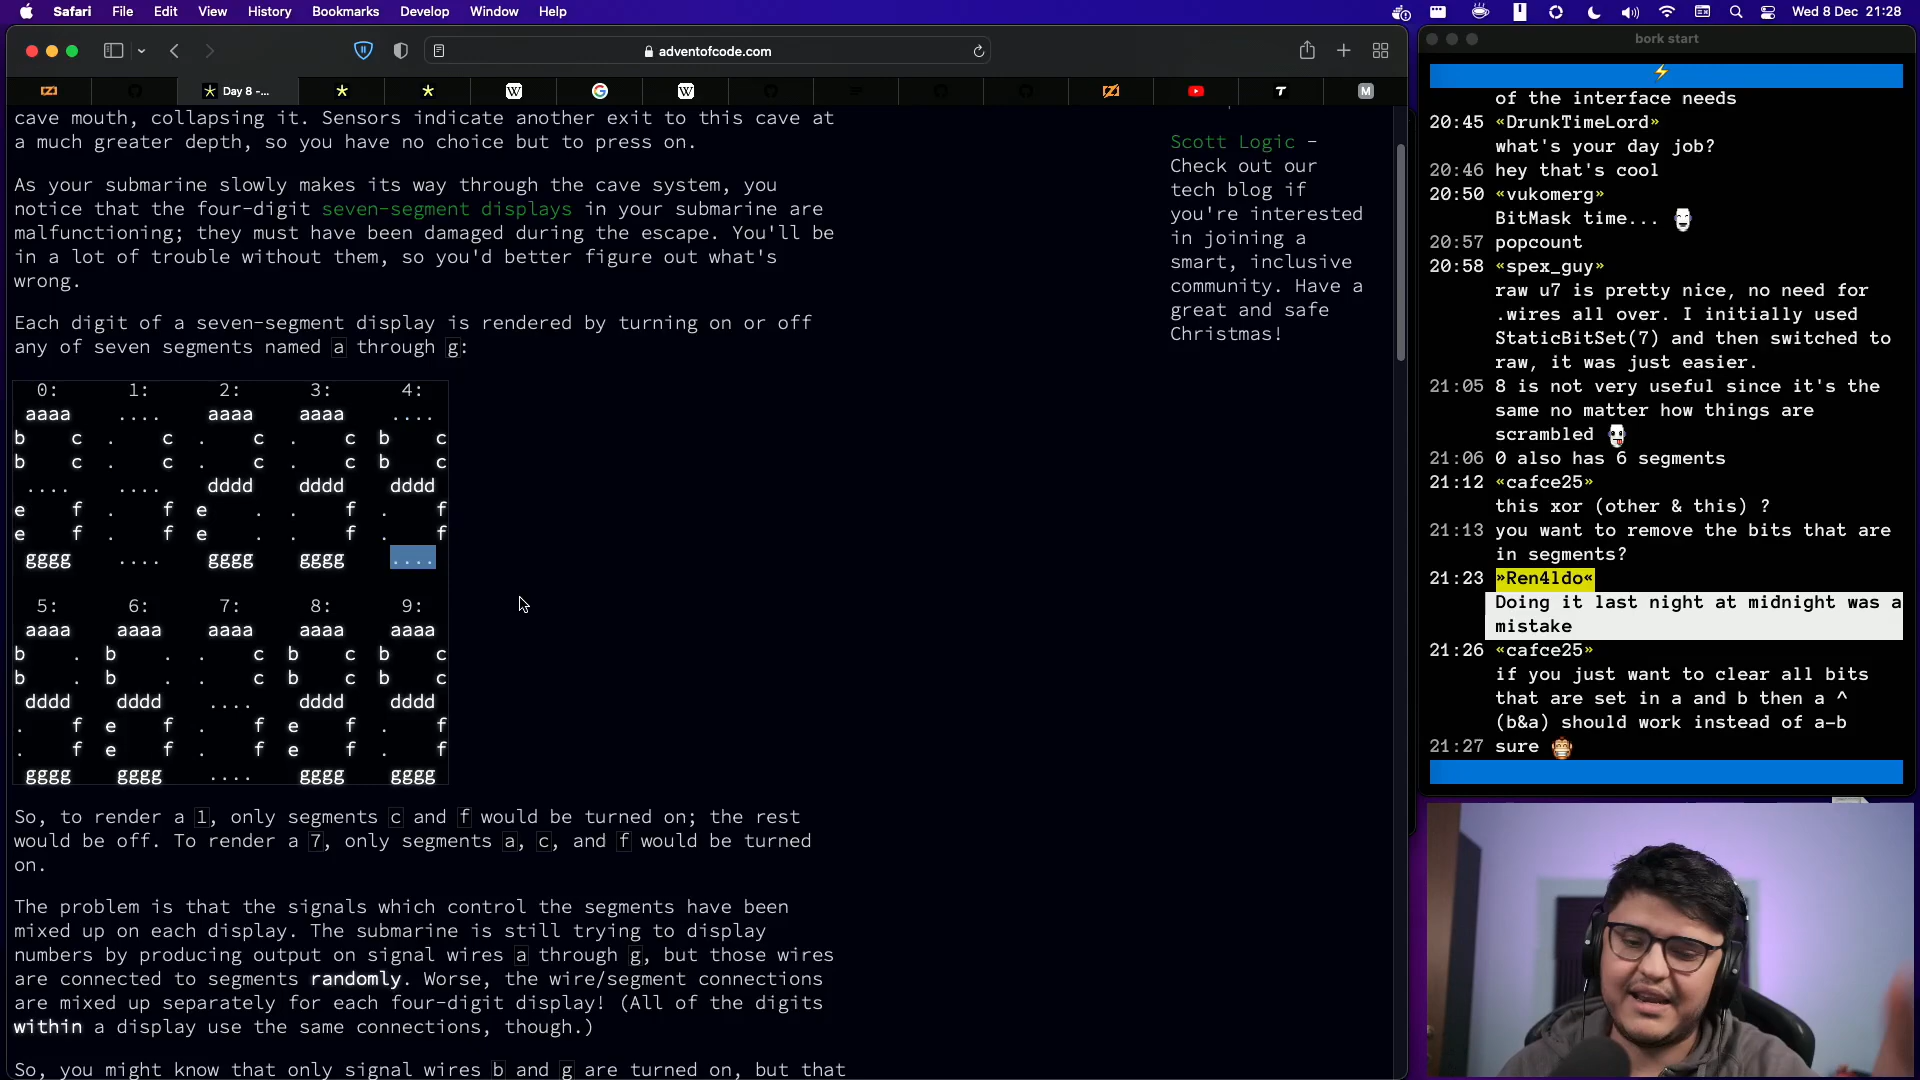 Safari File Edit View History Bookmarks Develop Window Help
Wed 8 Dec 21:28
adventofcode.com
Day 8 -...
cave mouth, collapsing it. Sensors indicate another exit to this cave at
a much greater depth, so you have no choice but to press on.
As your submarine slowly makes its way through the cave system, you
notice that the four-digit seven-segment displays in your submarine are
malfunctioning; they must have been damaged during the escape. You'll be
in a lot of trouble without them, so you'd better figure out what's
wrong.
Each digit of a seven-segment display is rendered by turning on or off
any of seven segments named a through g:
0: 1: 2: 3: 4:
aaaa .... aaaa aaaa ....
b c . c . c . c b c
b c . c . c . c b c
.... .... dddd dddd dddd
e f . f e . . f . f
e f . f e . . f . f
gggg .... gggg gggg ....
5: 6: 7: 8: 9:
aaaa aaaa aaaa aaaa aaaa
b . b . . c b c b c
b . b . . c b c b c
dddd dddd .... dddd dddd
. f e f . f e f . f
. f e f . f e f . f
gggg gggg .... gggg gggg
So, to render a 1, only segments c and f would be turned on; the rest
would be off. To render a 7, only segments a, c, and f would be turned
on.
The problem is that the signals which control the segments have been
mixed up on each display. The submarine is still trying to display
numbers by producing output on signal wires a through g, but those wires
are connected to segments randomly. Worse, the wire/segment connections
are mixed up separately for each four-digit display! (All of the digits
within a display use the same connections, though.)
So, you might know that only signal wires b and g are turned on, but that
Scott Logic -
Check out our
tech blog if
you're interested
in joining a
smart, inclusive
community. Have a
great and safe
Christmas!
bork start
of the interface needs
20:45 «DrunkTimeLord»
what's your day job?
20:46 hey that's cool
20:50 «vukomerg»
BitMask time...
20:57 popcount
20:58 «spex_guy»
raw u7 is pretty nice, no need for
.wires all over. I initially used
StaticBitSet(7) and then switched to
raw, it was just easier.
21:05 8 is not very useful since it's the
same no matter how things are
scrambled
21:06 0 also has 6 segments
21:12 «cafce25»
this xor (other & this) ?
21:13 you want to remove the bits that are
in segments?
21:23 »Ren4ldo«
Doing it last night at midnight was a
mistake
21:26 «cafce25»
if you just want to clear all bits
that are set in a and b then a ^
(b&a) should work instead of a-b
21:27 sure